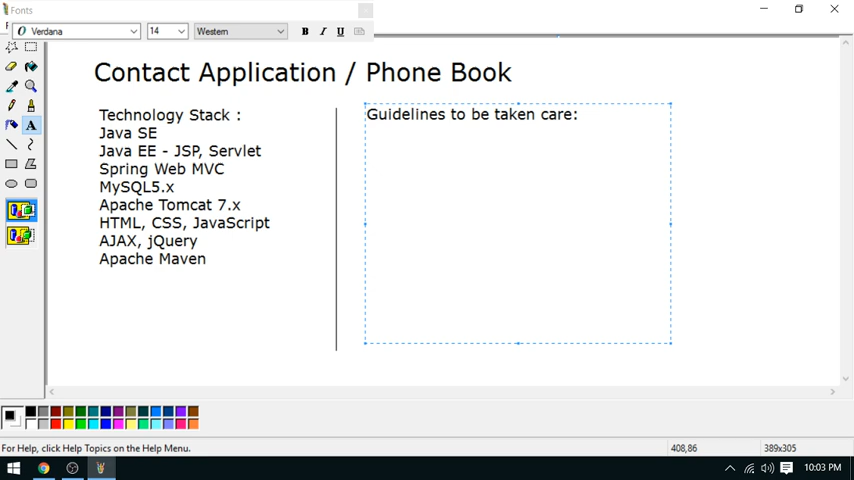 Fonts
Verdana
14
Western
B
I
U
Contact Application / Phone Book
Technology Stack :
Java SE
Java EE - JSP, Servlet
Spring Web MVC
MySQL5.x
Apache Tomcat 7.x
HTML, CSS, JavaScript
AJAX, jQuery
Apache Maven
Guidelines to be taken care:
A
For Help, click Help Topics on the Help Menu.
408,86
389x305
10:03 PM